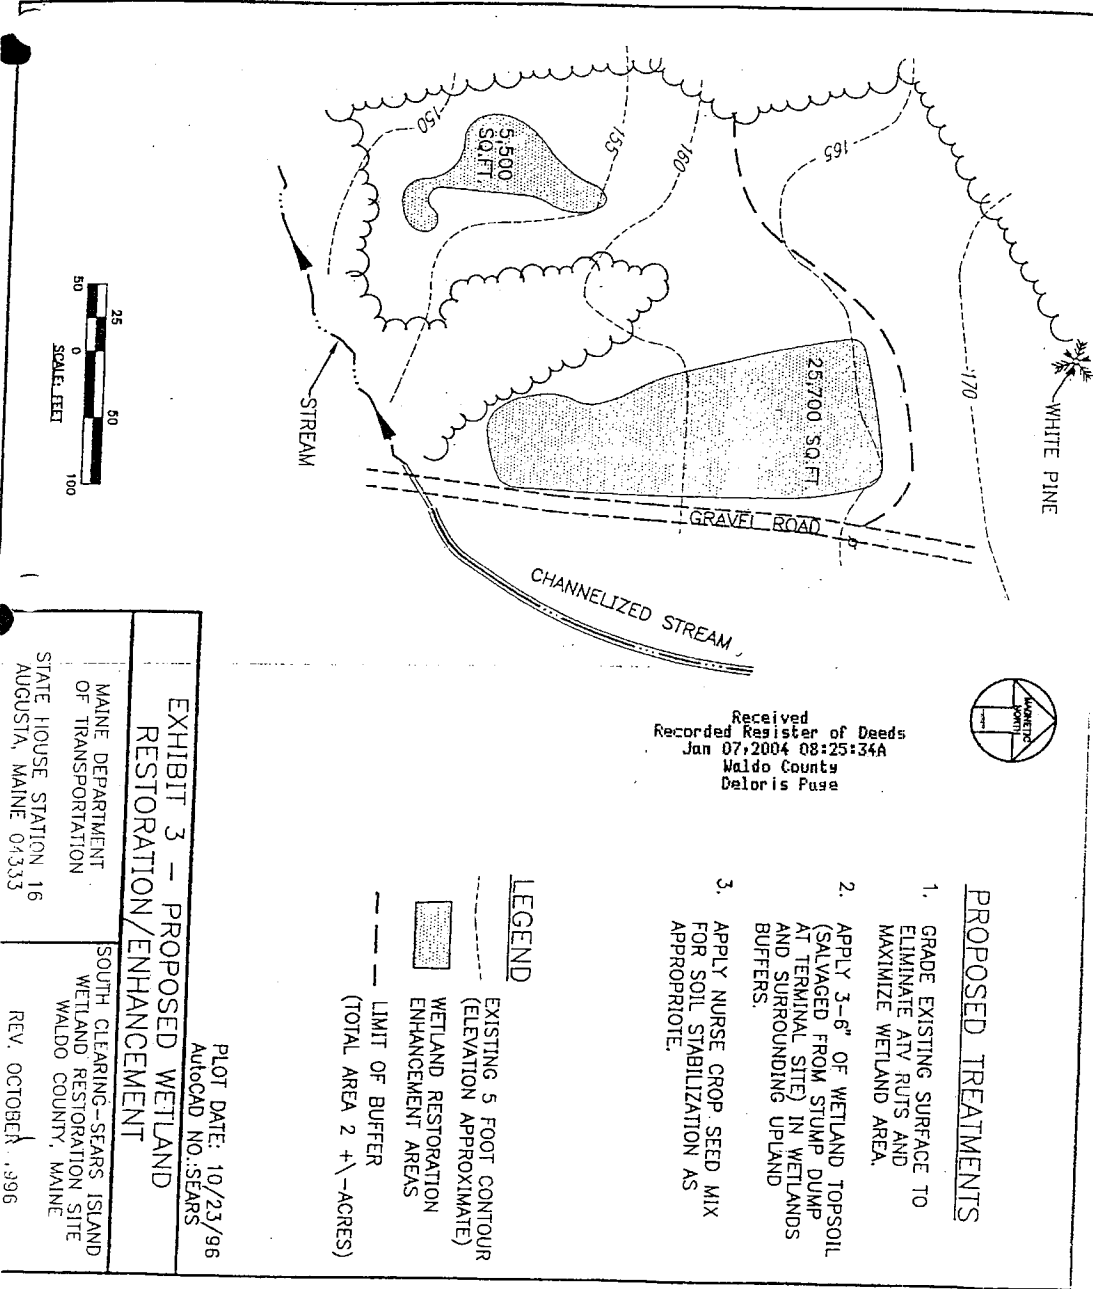 WHITE PINE
170
165
160
155
150
5,500
SQ.FT.
25,700 SQ.FT.
GRAVEL ROAD
CHANNELIZED STREAM
STREAM
50
25
0
50
100
SCALE: FEET
MAGNETIC
NORTH
Received
Recorded Register of Deeds
Jan 07,2004 08:25:34A
Waldo County
Deloris Page
PROPOSED TREATMENTS
1. GRADE EXISTING SURFACE TO
ELIMINATE ATV RUTS AND
MAXIMIZE WETLAND AREA.
2. APPLY 3-6" OF WETLAND TOPSOIL
(SALVAGED FROM STUMP DUMP
AT TERMINAL SITE) IN WETLANDS
AND SURROUNDING UPLAND
BUFFERS.
3. APPLY NURSE CROP SEED MIX
FOR SOIL STABILIZATION AS
APPROPRIOTE.
LEGEND
EXISTING 5 FOOT CONTOUR
(ELEVATION APPROXIMATE)
WETLAND RESTORATION
ENHANCEMENT AREAS
LIMIT OF BUFFER
(TOTAL AREA 2 +\-ACRES)
PLOT DATE: 10/23/96
AutoCAD NO.:SEARS
EXHIBIT 3 - PROPOSED WETLAND
RESTORATION/ENHANCEMENT
MAINE DEPARTMENT
OF TRANSPORTATION
STATE HOUSE STATION 16
AUGUSTA, MAINE 04333
SOUTH CLEARING-SEARS ISLAND
WETLAND RESTORATION SITE
WALDO COUNTY, MAINE
REV. OCTOBER 1996